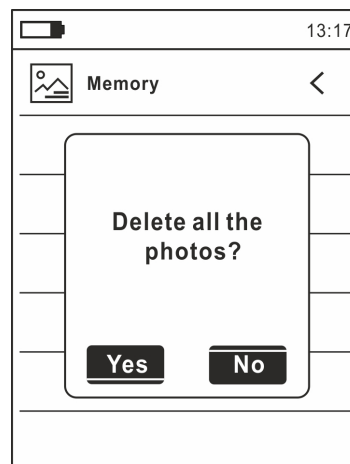 13:17
Memory
Delete all the
photos?
Yes No